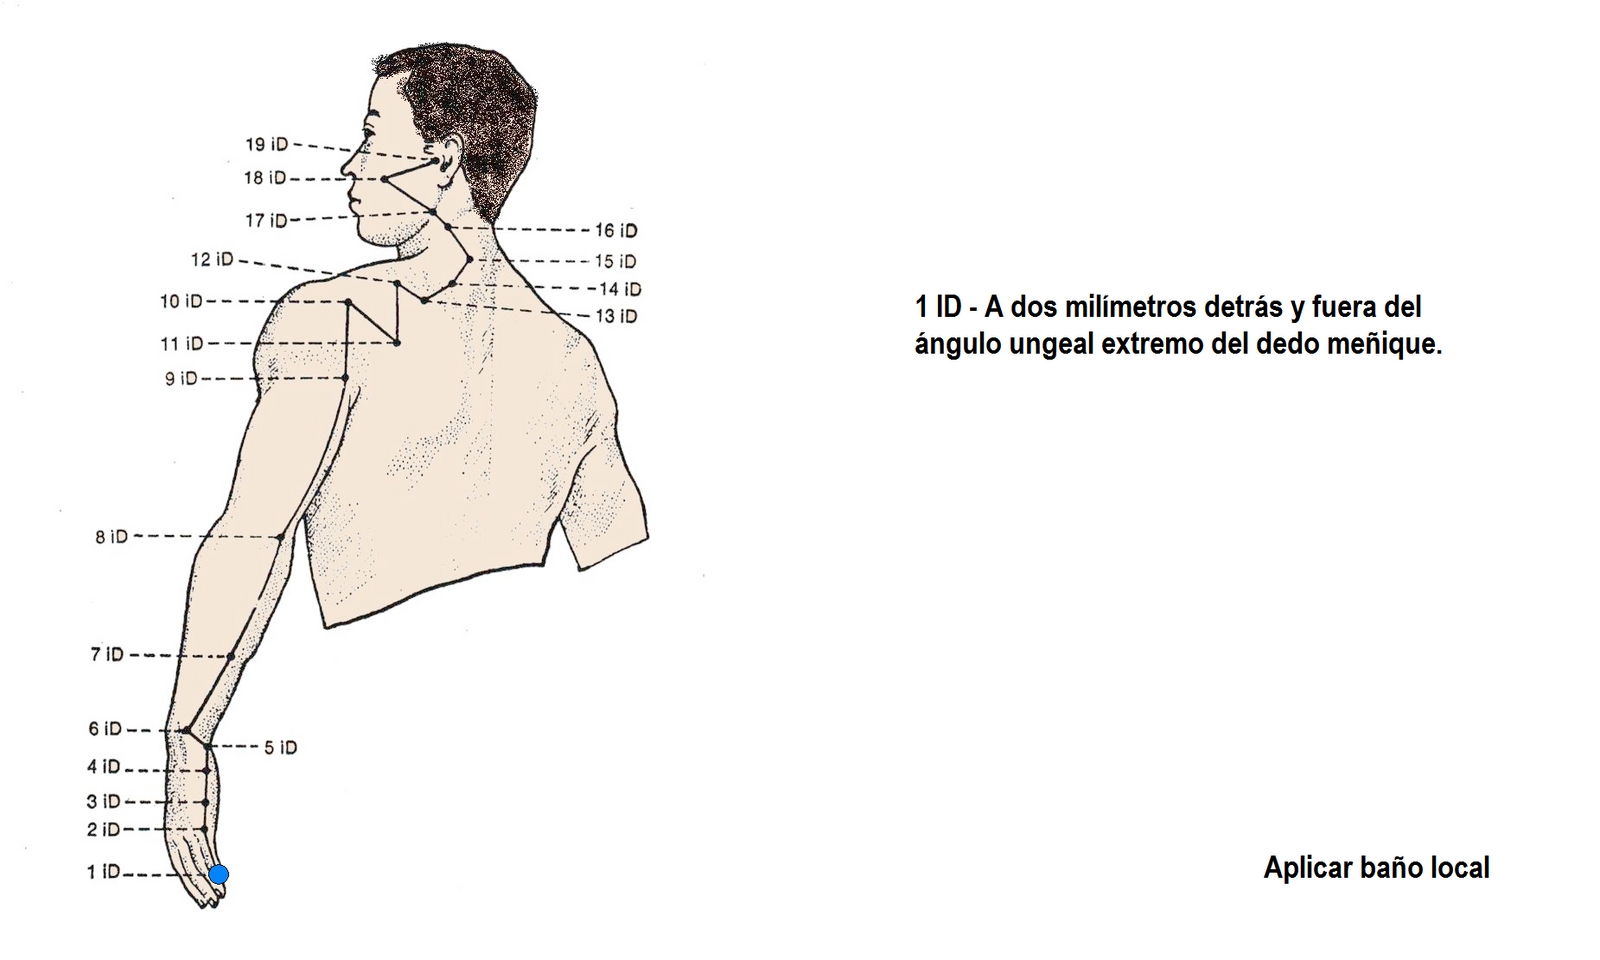 19 iD
18 iD
17 iD
16 iD
12 iD
15 iD
14 iD
10 iD
13 iD
11 iD
9 iD
8 iD
7 iD
6 iD
5 iD
4 iD
3 iD
2 iD
1 iD
1 ID - A dos milímetros detrás y fuera del
ángulo ungeal extremo del dedo meñique.
Aplicar baño local